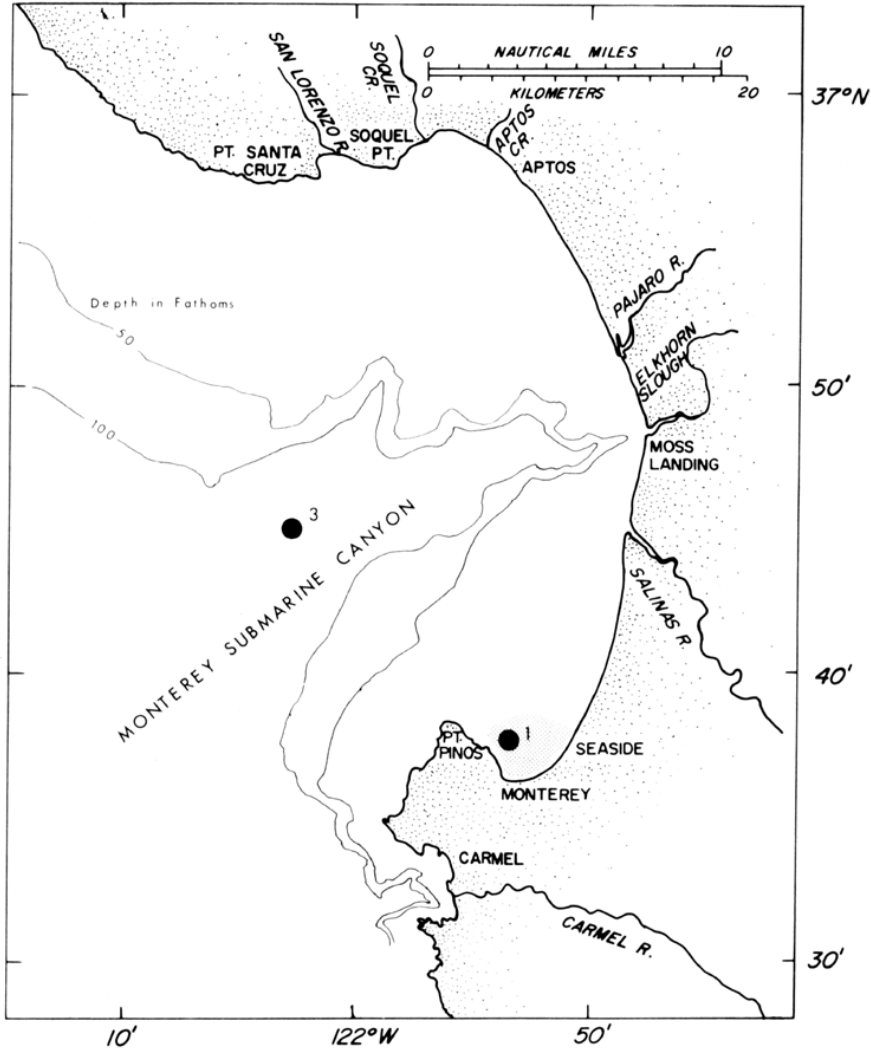 0 NAUTICAL MILES 10
0 KILOMETERS 20
37°N
SAN LORENZO R.
SOQUEL
CR.
SOQUEL
PT.
APTOS
CR.
PT. SANTA
CRUZ
APTOS
PAJARO R.
Depth in Fathoms
50
ELKHORN
SLOUGH
50'
100
MOSS
LANDING
3
MONTEREY SUBMARINE CANYON
SALINAS R.
40'
1
PT.
PINOS
SEASIDE
MONTEREY
CARMEL
CARMEL R.
30'
10' 122°W 50'